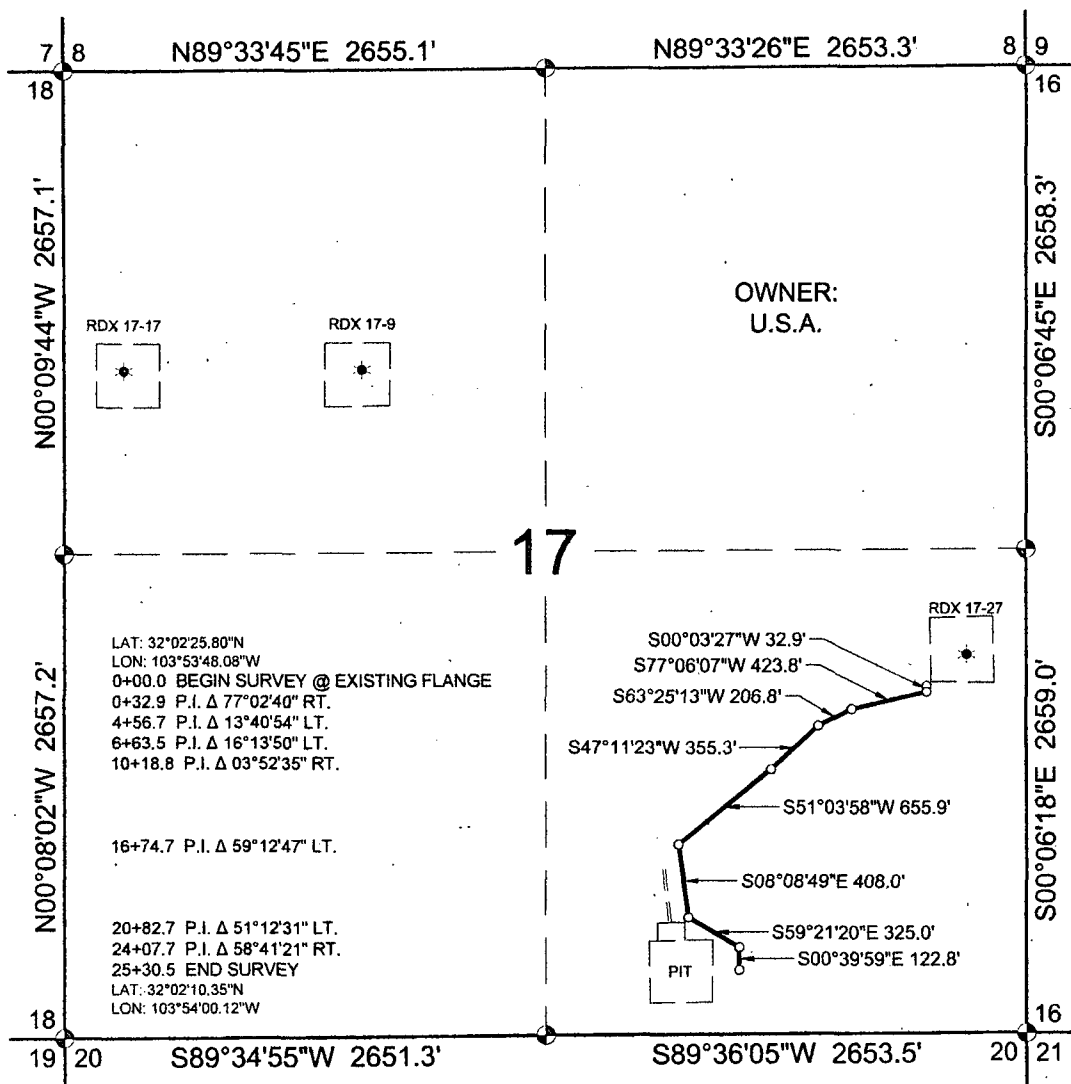 7 8
N89°33'45"E 2655.1'
N89°33'26"E 2653.3'
8 9
18
16
N00°09'44"W 2657.1'
S00°06'45"E 2658.3'
OWNER:
U.S.A.
RDX 17-17
RDX 17-9
17
RDX 17-27
LAT: 32°02'25.80"N
LON: 103°53'48.08"W
0+00.0 BEGIN SURVEY @ EXISTING FLANGE
0+32.9 P.I. Δ 77°02'40" RT.
4+56.7 P.I. Δ 13°40'54" LT.
6+63.5 P.I. Δ 16°13'50" LT.
10+18.8 P.I. Δ 03°52'35" RT.
16+74.7 P.I. Δ 59°12'47" LT.
20+82.7 P.I. Δ 51°12'31" LT.
24+07.7 P.I. Δ 58°41'21" RT.
25+30.5 END SURVEY
LAT: 32°02'10.35"N
LON: 103°54'00.12"W
S00°03'27"W 32.9'
S77°06'07"W 423.8'
S63°25'13"W 206.8'
S47°11'23"W 355.3'
S51°03'58"W 655.9'
S08°08'49"E 408.0'
S59°21'20"E 325.0'
S00°39'59"E 122.8'
PIT
N00°08'02"W 2657.2'
S00°06'18"E 2659.0'
18
16
19 20
S89°34'55"W 2651.3'
S89°36'05"W 2653.5'
20 21